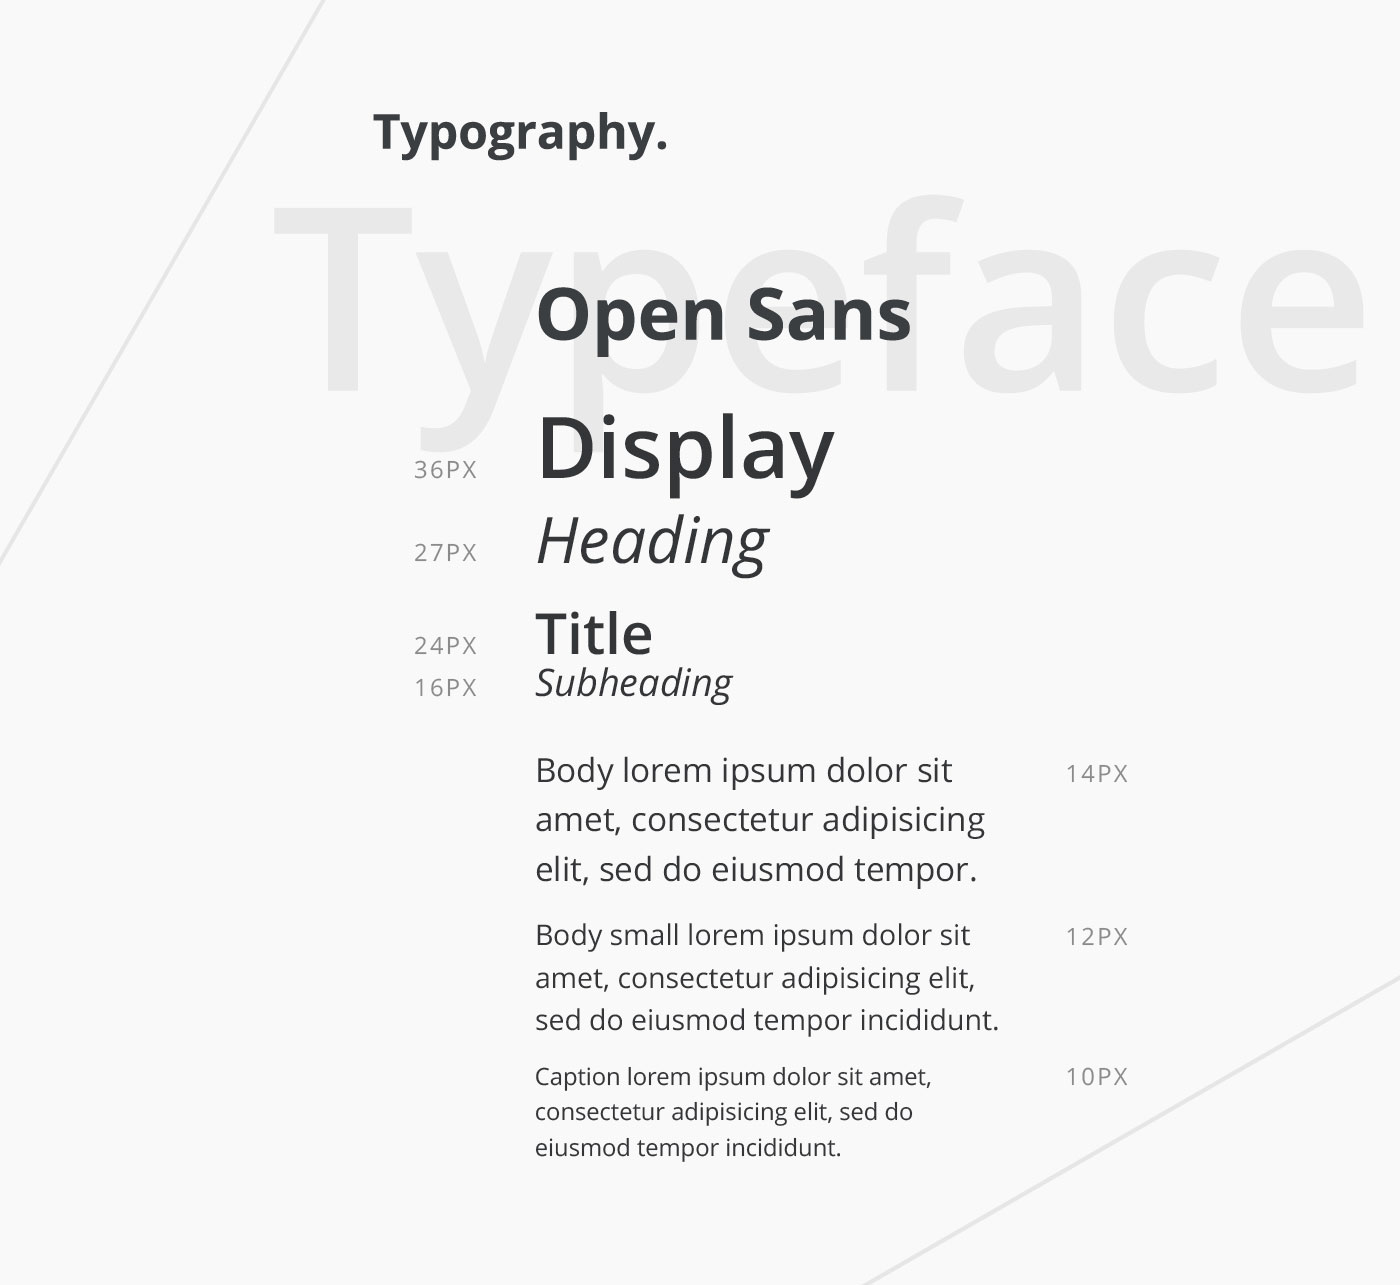 Typography.
Typeface
Open Sans
36PX Display
27PX Heading
24PX Title
16PX Subheading
Body lorem ipsum dolor sit 14PX
amet, consectetur adipisicing
elit, sed do eiusmod tempor.
Body small lorem ipsum dolor sit 12PX
amet, consectetur adipisicing elit,
sed do eiusmod tempor incididunt.
Caption lorem ipsum dolor sit amet, 10PX
consectetur adipisicing elit, sed do
eiusmod tempor incididunt.